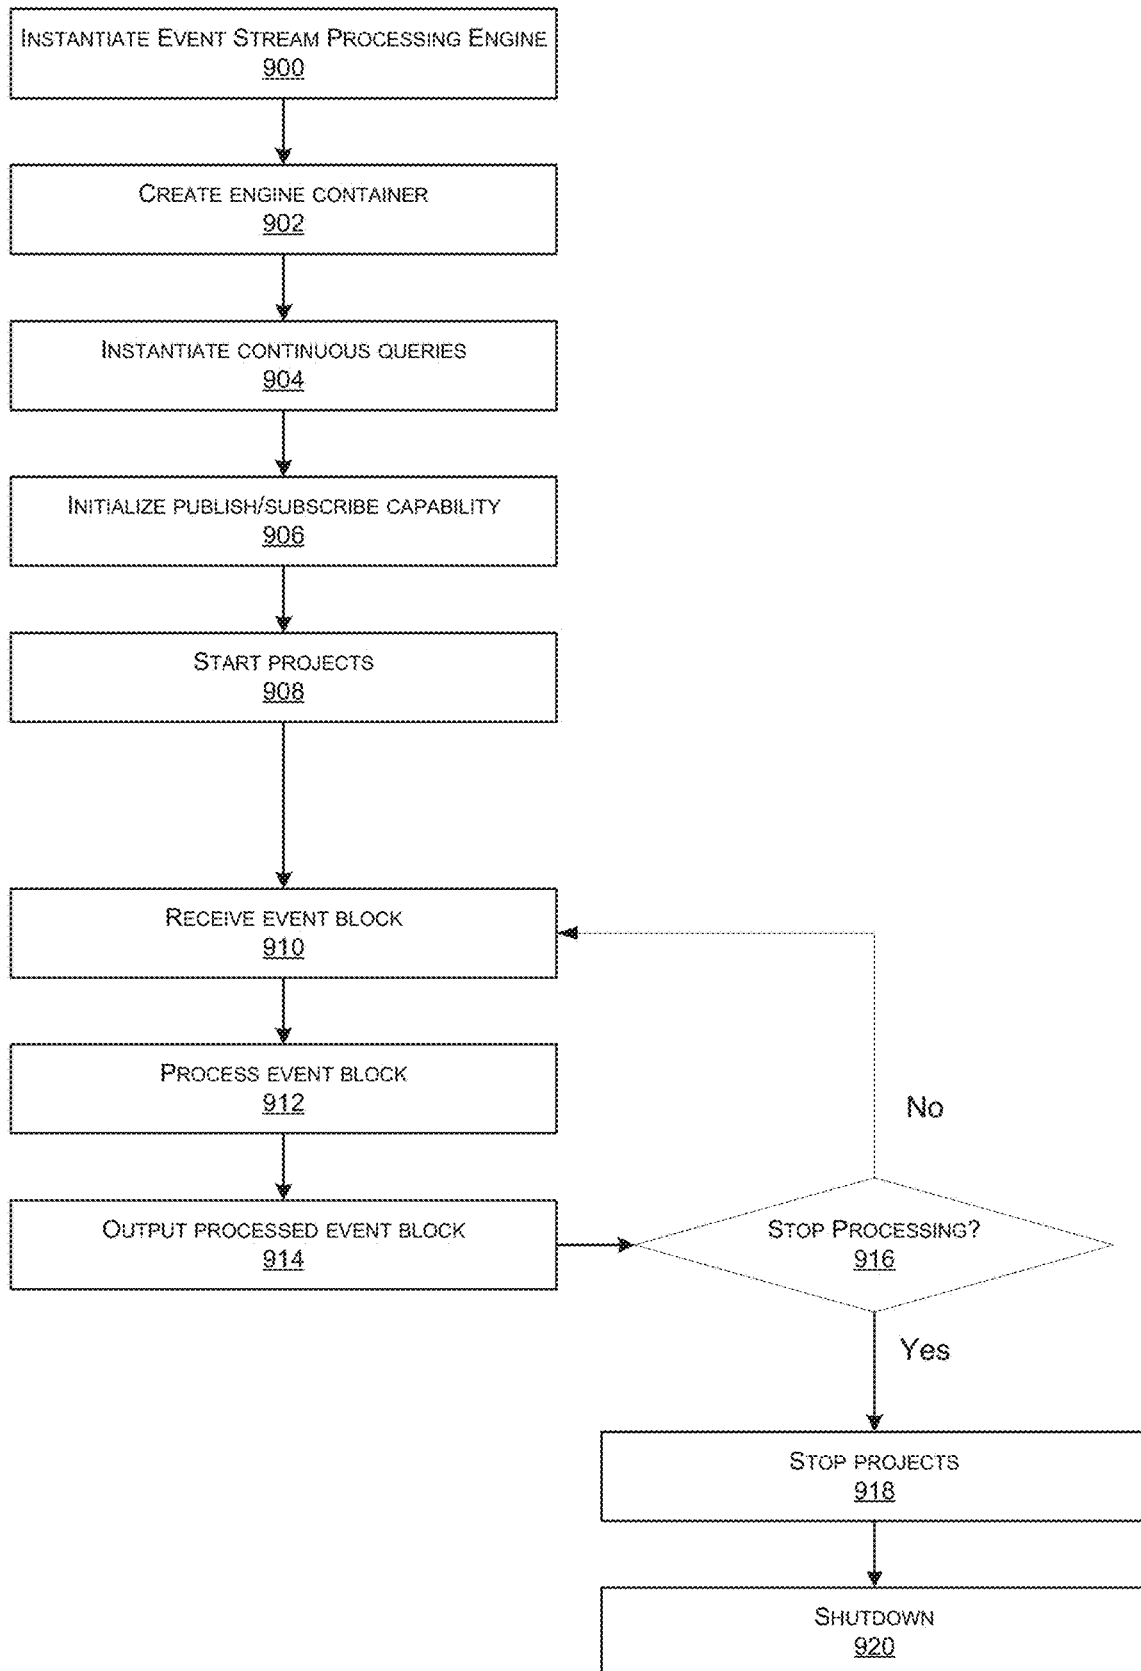 Instantiate Event Stream Processing Engine
900
Create engine container
902
Instantiate continuous queries
904
Initialize publish/subscribe capability
906
Start projects
908
Receive event block
910
Process event block
912
No
Output processed event block
914
Stop Processing?
916
Yes
Stop projects
918
Shutdown
920